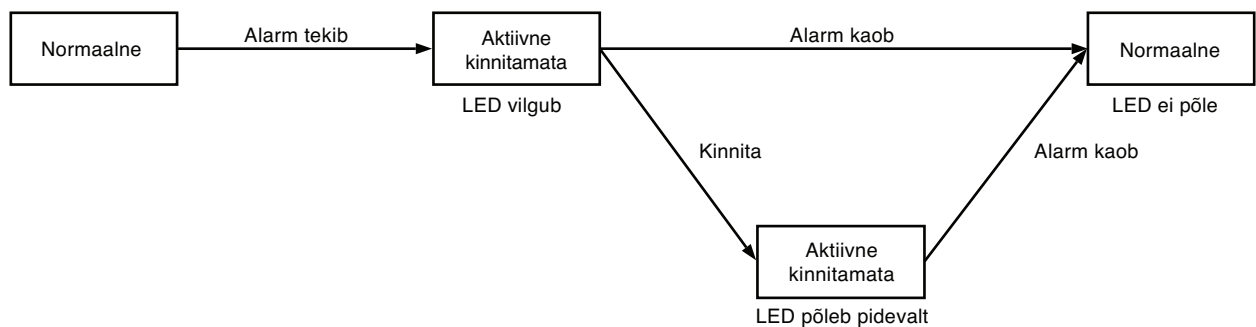 Normaalne
Alarm tekib
Aktiivne
kinnitamata
LED vilgub
Alarm kaob
Normaalne
LED ei põle
Kinnita
Alarm kaob
Aktiivne
kinnitamata
LED põleb pidevalt